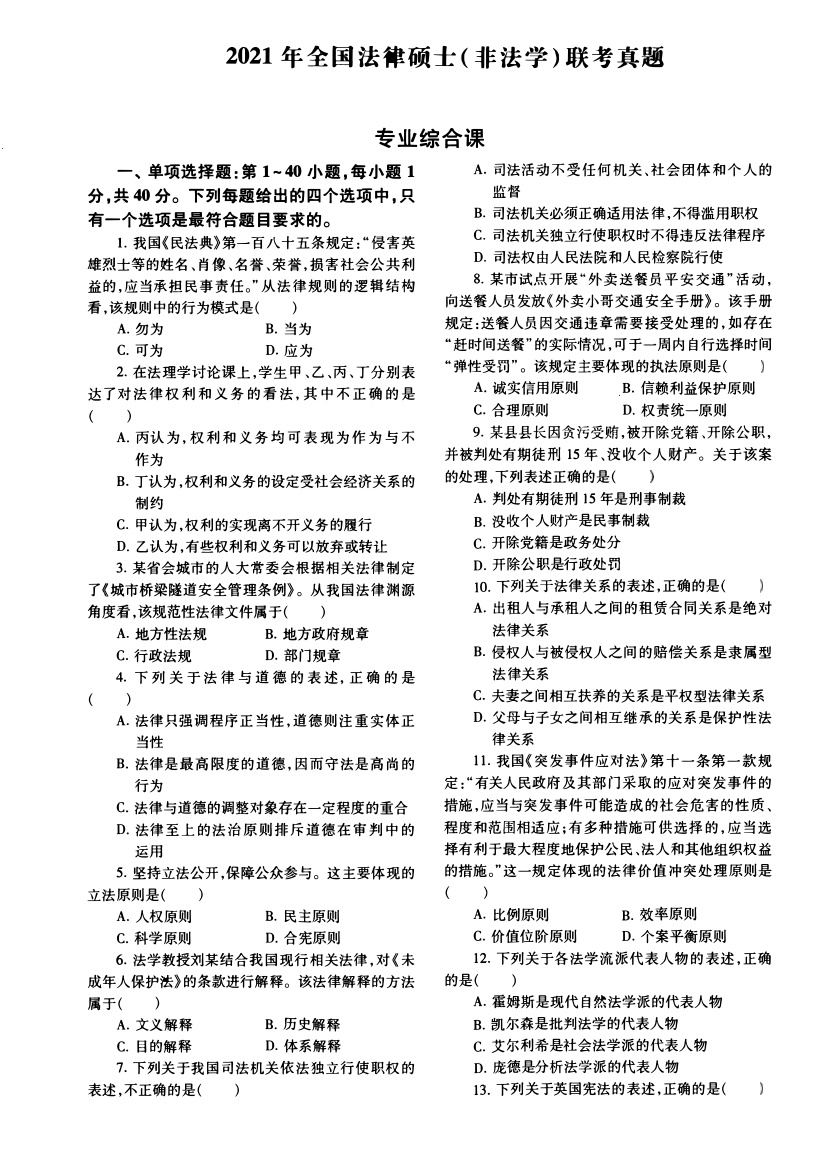 2021 年全国法律硕士(非法学)联考真题
专业综合课
一、单项选择题:第 1~40 小题,每小题 1
分,共 40 分。下列每题给出的四个选项中,只
有一个选项是最符合题目要求的。
1. 我国《民法典》第一百八十五条规定:“侵害英
雄烈士等的姓名、肖像、名誉、荣誉,损害社会公共利
益的,应当承担民事责任。”从法律规则的逻辑结构
看,该规则中的行为模式是( )
A. 勿为 B. 当为
C. 可为 D. 应为
2. 在法理学讨论课上,学生甲、乙、丙、丁分别表
达了对法律权利和义务的看法,其中不正确的是
( )
A. 丙认为,权利和义务均可表现为作为与不
作为
B. 丁认为,权利和义务的设定受社会经济关系的
制约
C. 甲认为,权利的实现离不开义务的履行
D. 乙认为,有些权利和义务可以放弃或转让
3. 某省会城市的人大常委会根据相关法律制定
了《城市桥梁隧道安全管理条例》。从我国法律渊源
角度看,该规范性法律文件属于( )
A. 地方性法规 B. 地方政府规章
C. 行政法规 D. 部门规章
4. 下列关于法律与道德的表述,正确的是
( )
A. 法律只强调程序正当性,道德则注重实体正
当性
B. 法律是最高限度的道德,因而守法是高尚的
行为
C. 法律与道德的调整对象存在一定程度的重合
D. 法律至上的法治原则排斥道德在审判中的
运用
5. 坚持立法公开,保障公众参与。这主要体现的
立法原则是( )
A. 人权原则 B. 民主原则
C. 科学原则 D. 合宪原则
6. 法学教授刘某结合我国现行相关法律,对《未
成年人保护法》的条款进行解释。该法律解释的方法
属于( )
A. 文义解释 B. 历史解释
C. 目的解释 D. 体系解释
7. 下列关于我国司法机关依法独立行使职权的
表述,不正确的是( )
A. 司法活动不受任何机关、社会团体和个人的
监督
B. 司法机关必须正确适用法律,不得滥用职权
C. 司法机关独立行使职权时不得违反法律程序
D. 司法权由人民法院和人民检察院行使
8. 某市试点开展“外卖送餐员平安交通”活动,
向送餐人员发放《外卖小哥交通安全手册》。该手册
规定:送餐人员因交通违章需要接受处理的,如存在
“赶时间送餐”的实际情况,可于一周内自行选择时间
“弹性受罚”。该规定主要体现的执法原则是( )
A. 诚实信用原则 B. 信赖利益保护原则
C. 合理原则 D. 权责统一原则
9. 某县县长因贪污受贿,被开除党籍、开除公职,
并被判处有期徒刑 15 年、没收个人财产。关于该案
的处理,下列表述正确的是( )
A. 判处有期徒刑 15 年是刑事制裁
B. 没收个人财产是民事制裁
C. 开除党籍是政务处分
D. 开除公职是行政处罚
10. 下列关于法律关系的表述,正确的是( )
A. 出租人与承租人之间的租赁合同关系是绝对
法律关系
B. 侵权人与被侵权人之间的赔偿关系是隶属型
法律关系
C. 夫妻之间相互扶养的关系是平权型法律关系
D. 父母与子女之间相互继承的关系是保护性法
律关系
11. 我国《突发事件应对法》第十一条第一款规
定:“有关人民政府及其部门采取的应对突发事件的
措施,应当与突发事件可能造成的社会危害的性质、
程度和范围相适应;有多种措施可供选择的,应当选
择有利于最大程度地保护公民、法人和其他组织权益
的措施。”这一规定体现的法律价值冲突处理原则是
( )
A. 比例原则 B. 效率原则
C. 价值位阶原则 D. 个案平衡原则
12. 下列关于各法学流派代表人物的表述,正确
的是( )
A. 霍姆斯是现代自然法学派的代表人物
B. 凯尔森是批判法学的代表人物
C. 艾尔利希是社会法学派的代表人物
D. 庞德是分析法学派的代表人物
13. 下列关于英国宪法的表述,正确的是( )